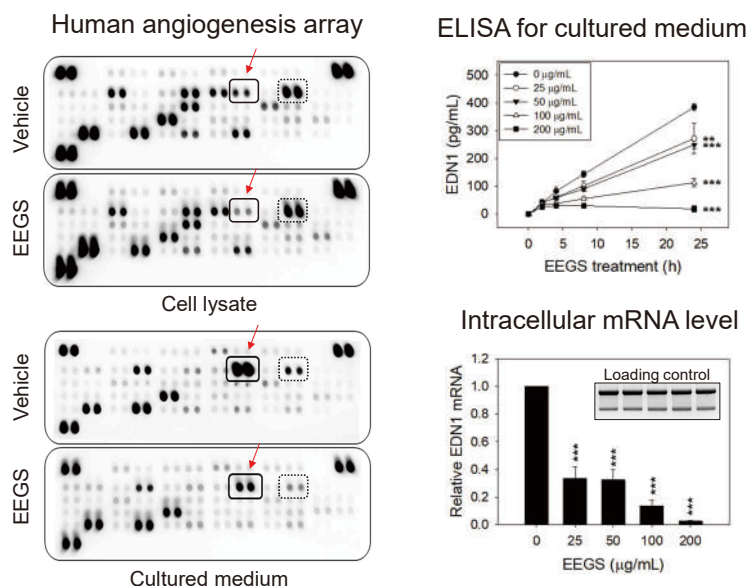 Human angiogenesis array
Vehicle
EEGS
Cell lysate
Vehicle
EEGS
Cultured medium
ELISA for cultured medium
EDN1 (pg/mL)
500
400
300
200
100
0
0 μg/mL
25 μg/mL
50 μg/mL
100 μg/mL
200 μg/mL
**
***
***
***
0 5 10 15 20 25
EEGS treatment (h)
Intracellular mRNA level
Relative EDN1 mRNA
1.2
1.0
0.8
0.6
0.4
0.2
0.0
Loading control
*** *** *** ***
0 25 50 100 200
EEGS (μg/mL)